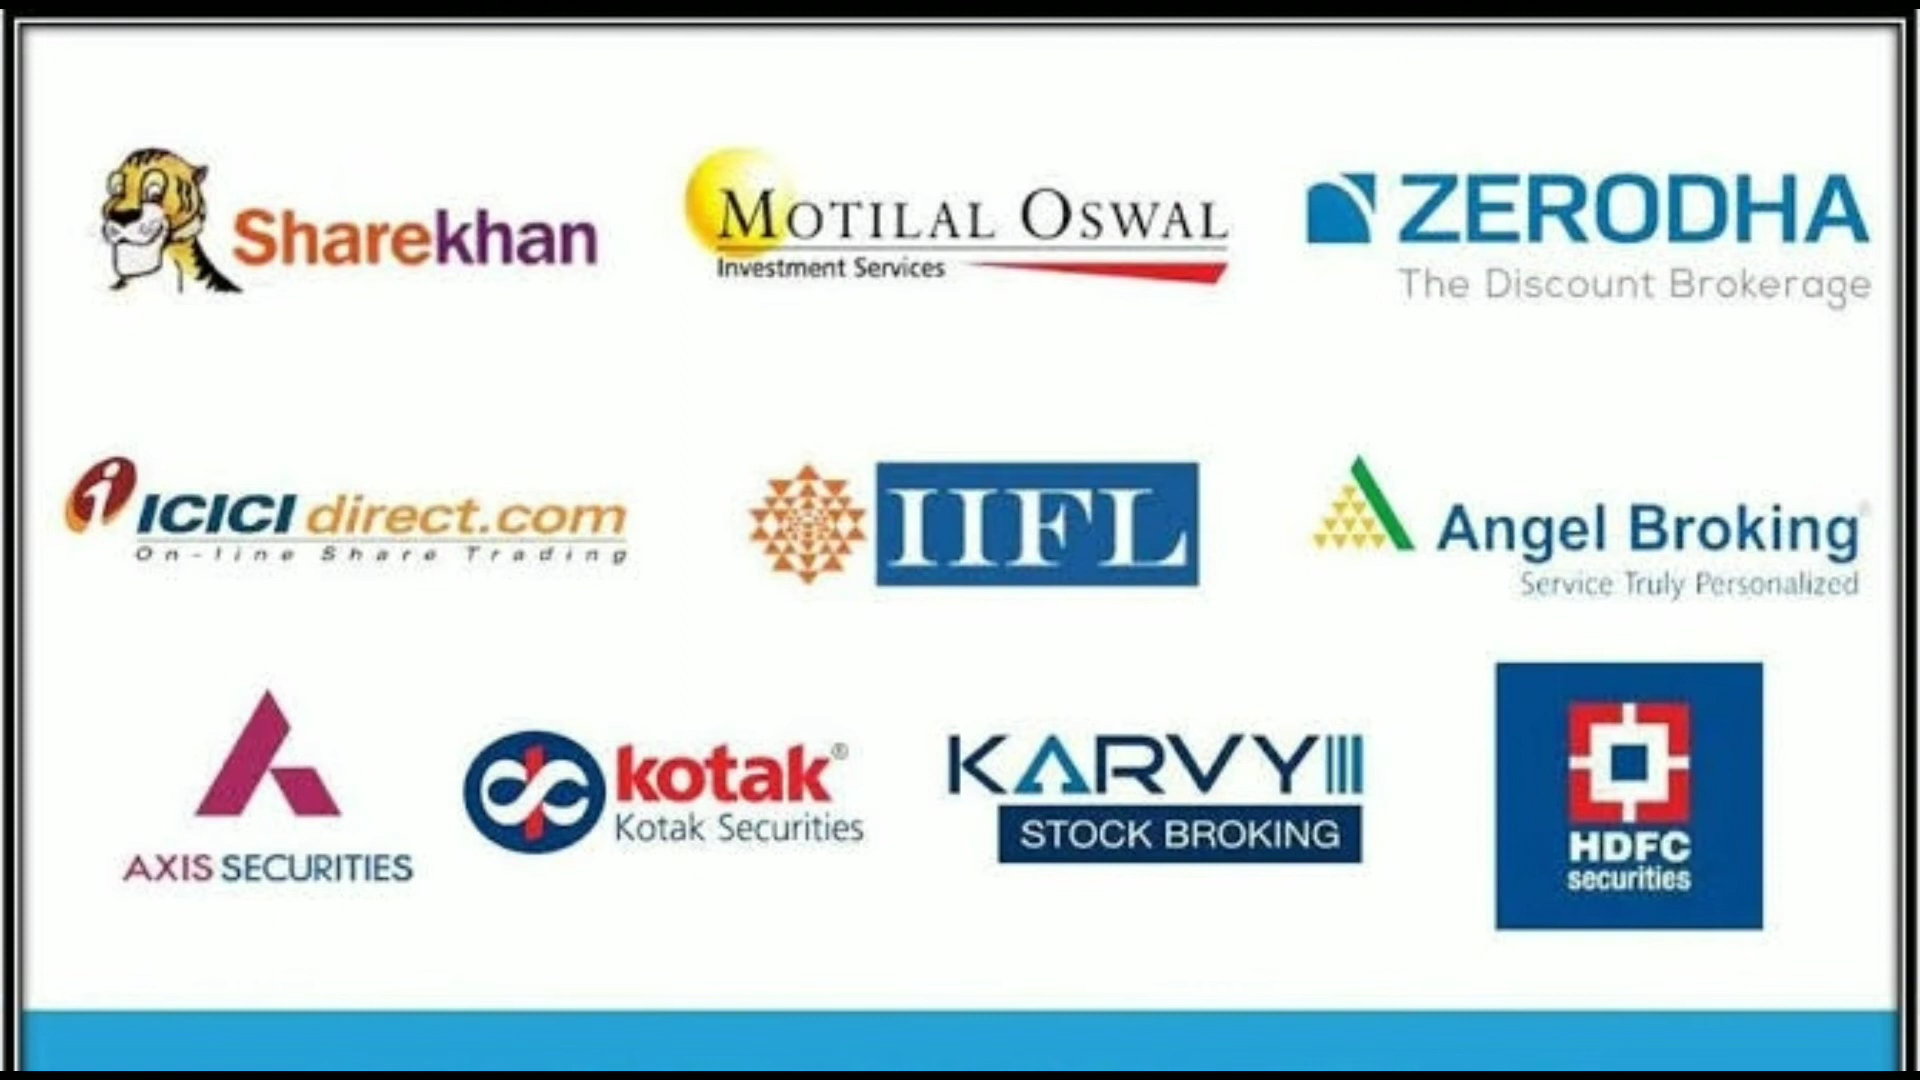 Sharekhan
MOTILAL OSWAL
Investment Services
ZERODHA
The Discount Brokerage
i
ICICI direct.com
On-line Share Trading
IIFL
Angel Broking
Service Truly Personalized
AXIS SECURITIES
kotak®
Kotak Securities
KARVY
STOCK BROKING
HDFC
securities